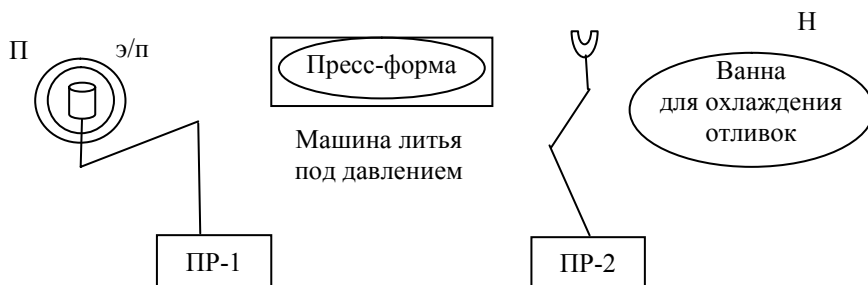 П
э/п
Пресс-форма
Машина литья
под давлением
Н
Ванна
для охлаждения
отливок
ПР-1
ПР-2